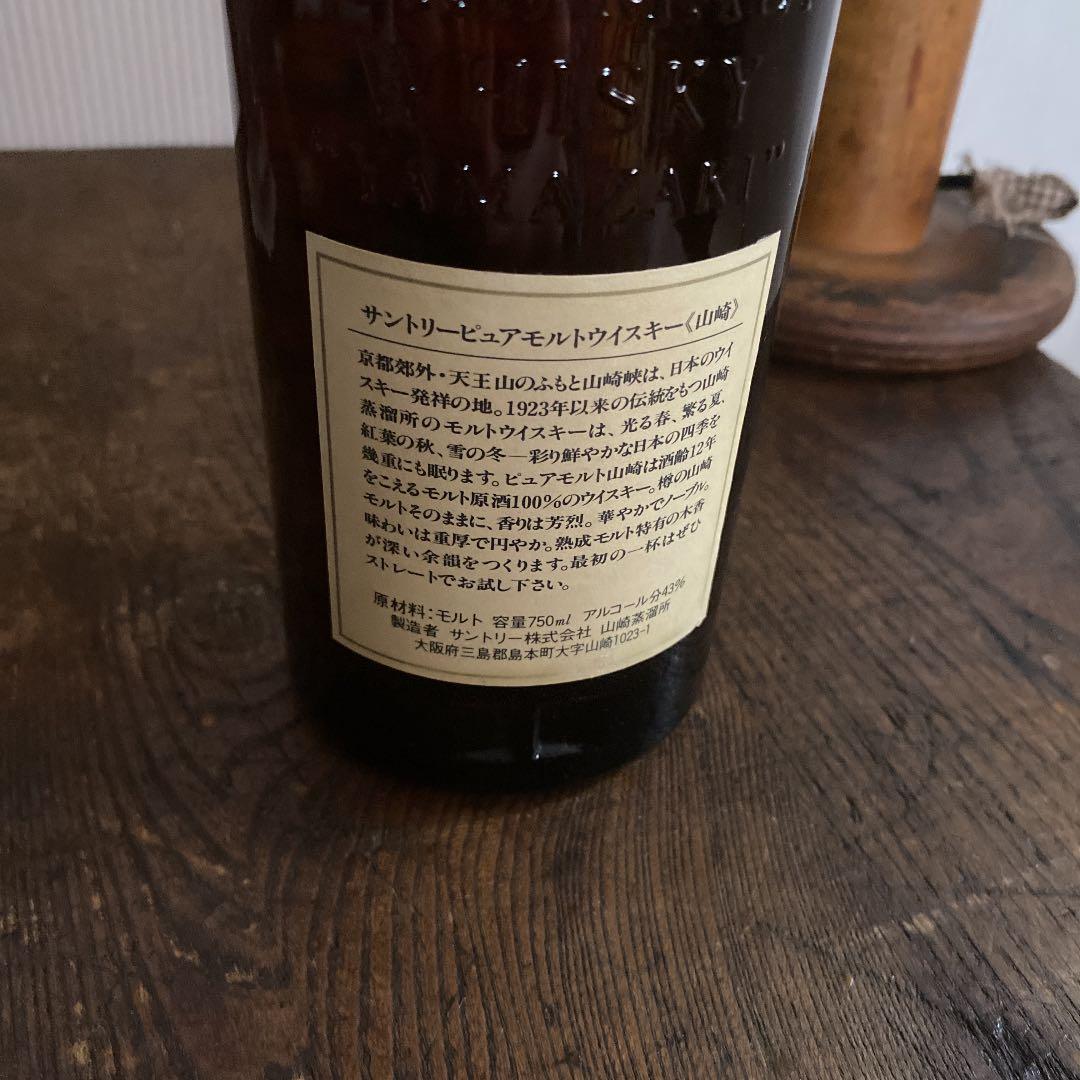 SKY
YAMAZAKI"
サントリーピュアモルトウイスキー《山崎》
京都郊外・天王山のふもと山崎峡は、日本のウイ
スキー発祥の地。1923年以来の伝統をもつ山崎
蒸溜所のモルトウイスキーは、光る春、繁る夏、
紅葉の秋、雪の冬—彩り鮮やかな日本の四季を
幾重にも眠ります。ピュアモルト山崎は酒齢12年
をこえるモルト原酒100%のウイスキー。樽の山崎
モルトそのままに、香りは芳烈。華やかでノーブル。
味わいは重厚で円やか。熟成モルト特有の木香
が深い余韻をつくります。最初の一杯はぜひ
ストレートでお試し下さい。
原材料:モルト 容量750ml アルコール分43%
製造者 サントリー株式会社 山崎蒸溜所
大阪府三島郡島本町大字山崎1023-1